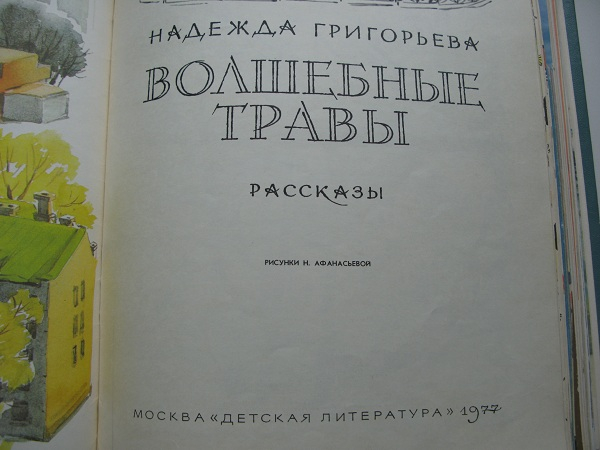 НАДЕЖДА ГРИГОРЬЕВА
ВОЛШЕБНЫЕ
ТРАВЫ
РАССКАЗЫ
РИСУНКИ Н. АФАНАСЬЕВОЙ
МОСКВА «ДЕТСКАЯ ЛИТЕРАТУРА» 1977